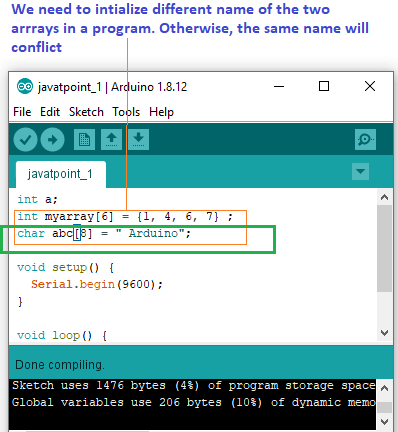 We need to intialize different name of the two
arrrays in a program. Otherwise, the same name will
conflict
javatpoint_1 | Arduino 1.8.12
File Edit Sketch Tools Help
javatpoint_1
int a;
int myarray[6] = {1, 4, 6, 7} ;
char abc[8] = " Arduino";
void setup() {
Serial.begin(9600);
}
void loop() {
Done compiling.
Sketch uses 1476 bytes (4%) of program storage space
Global variables use 206 bytes (10%) of dynamic memo